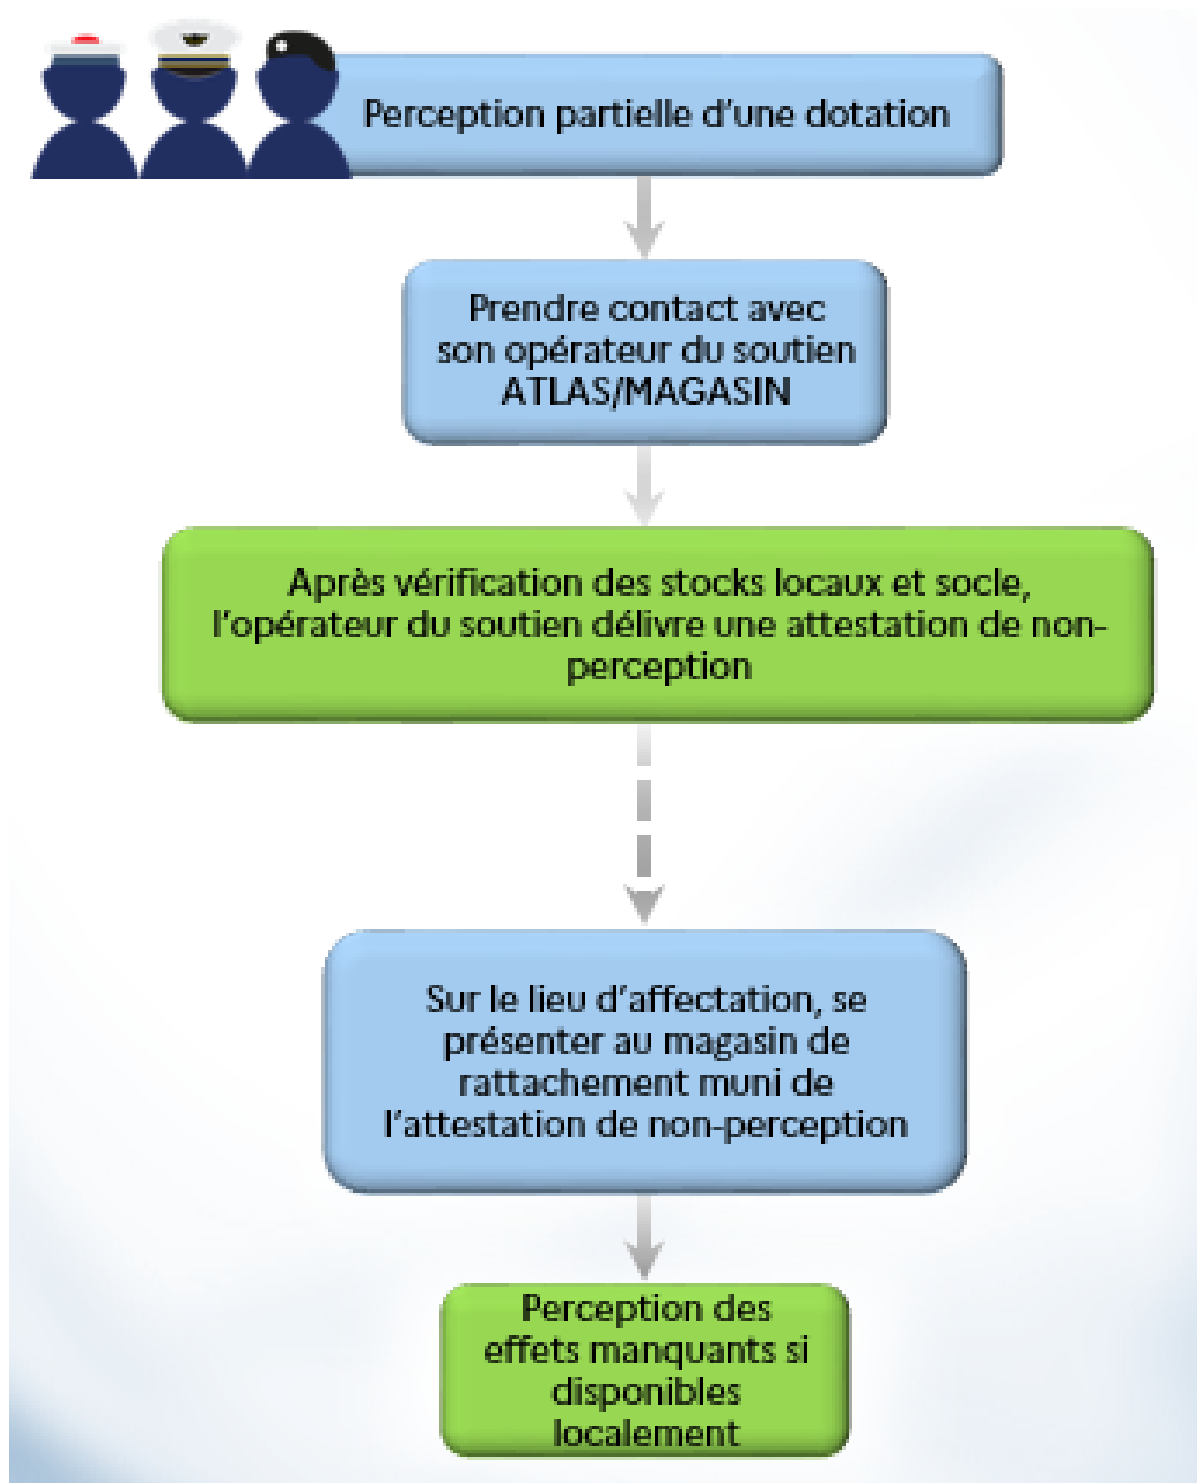 Perception partielle d'une dotation
Prendre contact avec
son opérateur du soutien
ATLAS/MAGASIN
Après vérification des stocks locaux et socle,
l'opérateur du soutien délivre une attestation de non-
perception
Sur le lieu d'affectation, se
présenter au magasin de
rattachement muni de
l'attestation de non-perception
Perception des
effets manquants si
disponibles
localement